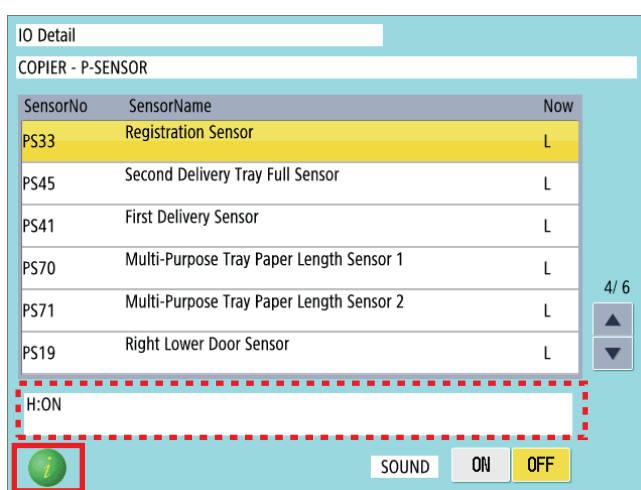 IO Detail
COPIER - P-SENSOR
SensorNo SensorName Now
PS33 Registration Sensor L
PS45 Second Delivery Tray Full Sensor L
PS41 First Delivery Sensor L
PS70 Multi-Purpose Tray Paper Length Sensor 1 L
PS71 Multi-Purpose Tray Paper Length Sensor 2 L
PS19 Right Lower Door Sensor L
4/ 6
H:ON
i SOUND ON OFF